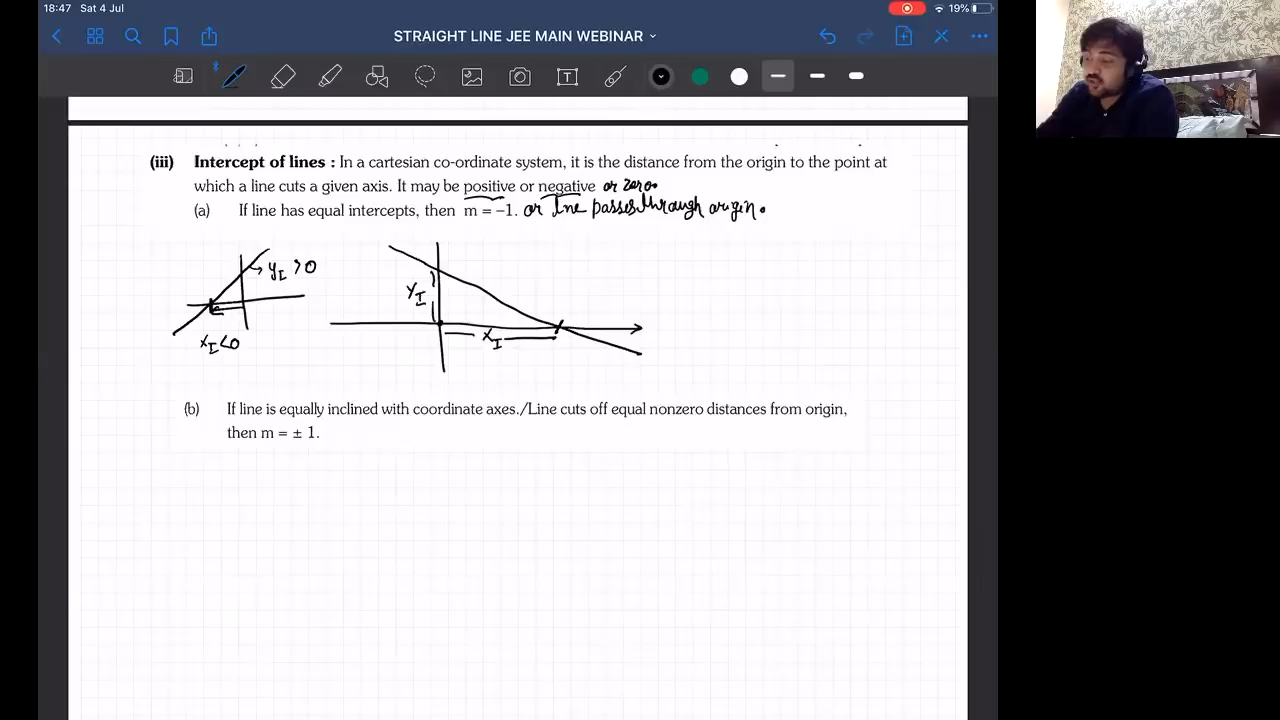 18:47 Sat 4 Jul
19%
STRAIGHT LINE JEE MAIN WEBINAR
T
(iii) Intercept of lines : In a cartesian co-ordinate system, it is the distance from the origin to the point at
which a line cuts a given axis. It may be positive or negative or zero.
(a) If line has equal intercepts, then m = –1. or line passes through origin.
yI > 0
xI < 0
YI
XI
(b) If line is equally inclined with coordinate axes./Line cuts off equal nonzero distances from origin,
then m = ± 1.